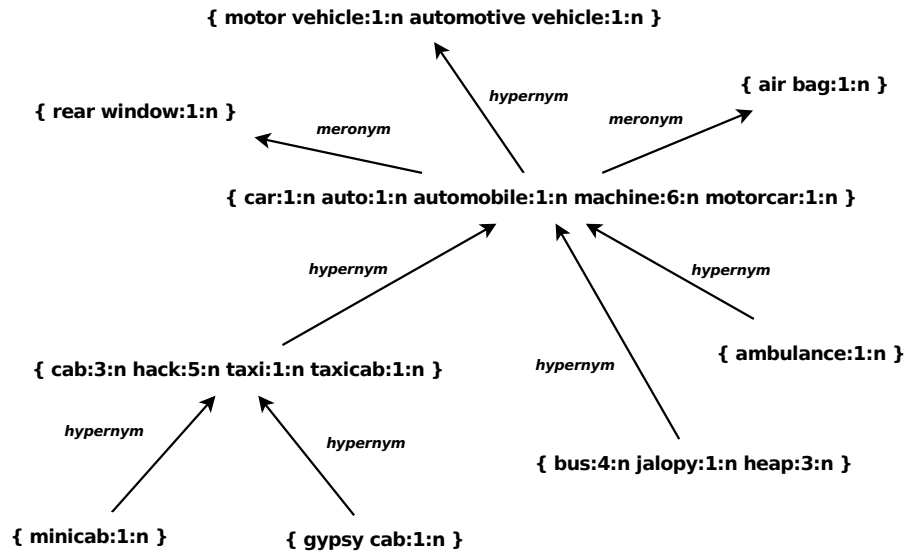 { motor vehicle:1:n automotive vehicle:1:n }
hypernym
{ air bag:1:n }
{ rear window:1:n }
meronym
meronym
{ car:1:n auto:1:n automobile:1:n machine:6:n motorcar:1:n }
hypernym
hypernym
{ ambulance:1:n }
{ cab:3:n hack:5:n taxi:1:n taxicab:1:n }
hypernym
hypernym
hypernym
{ bus:4:n jalopy:1:n heap:3:n }
{ minicab:1:n }
{ gypsy cab:1:n }